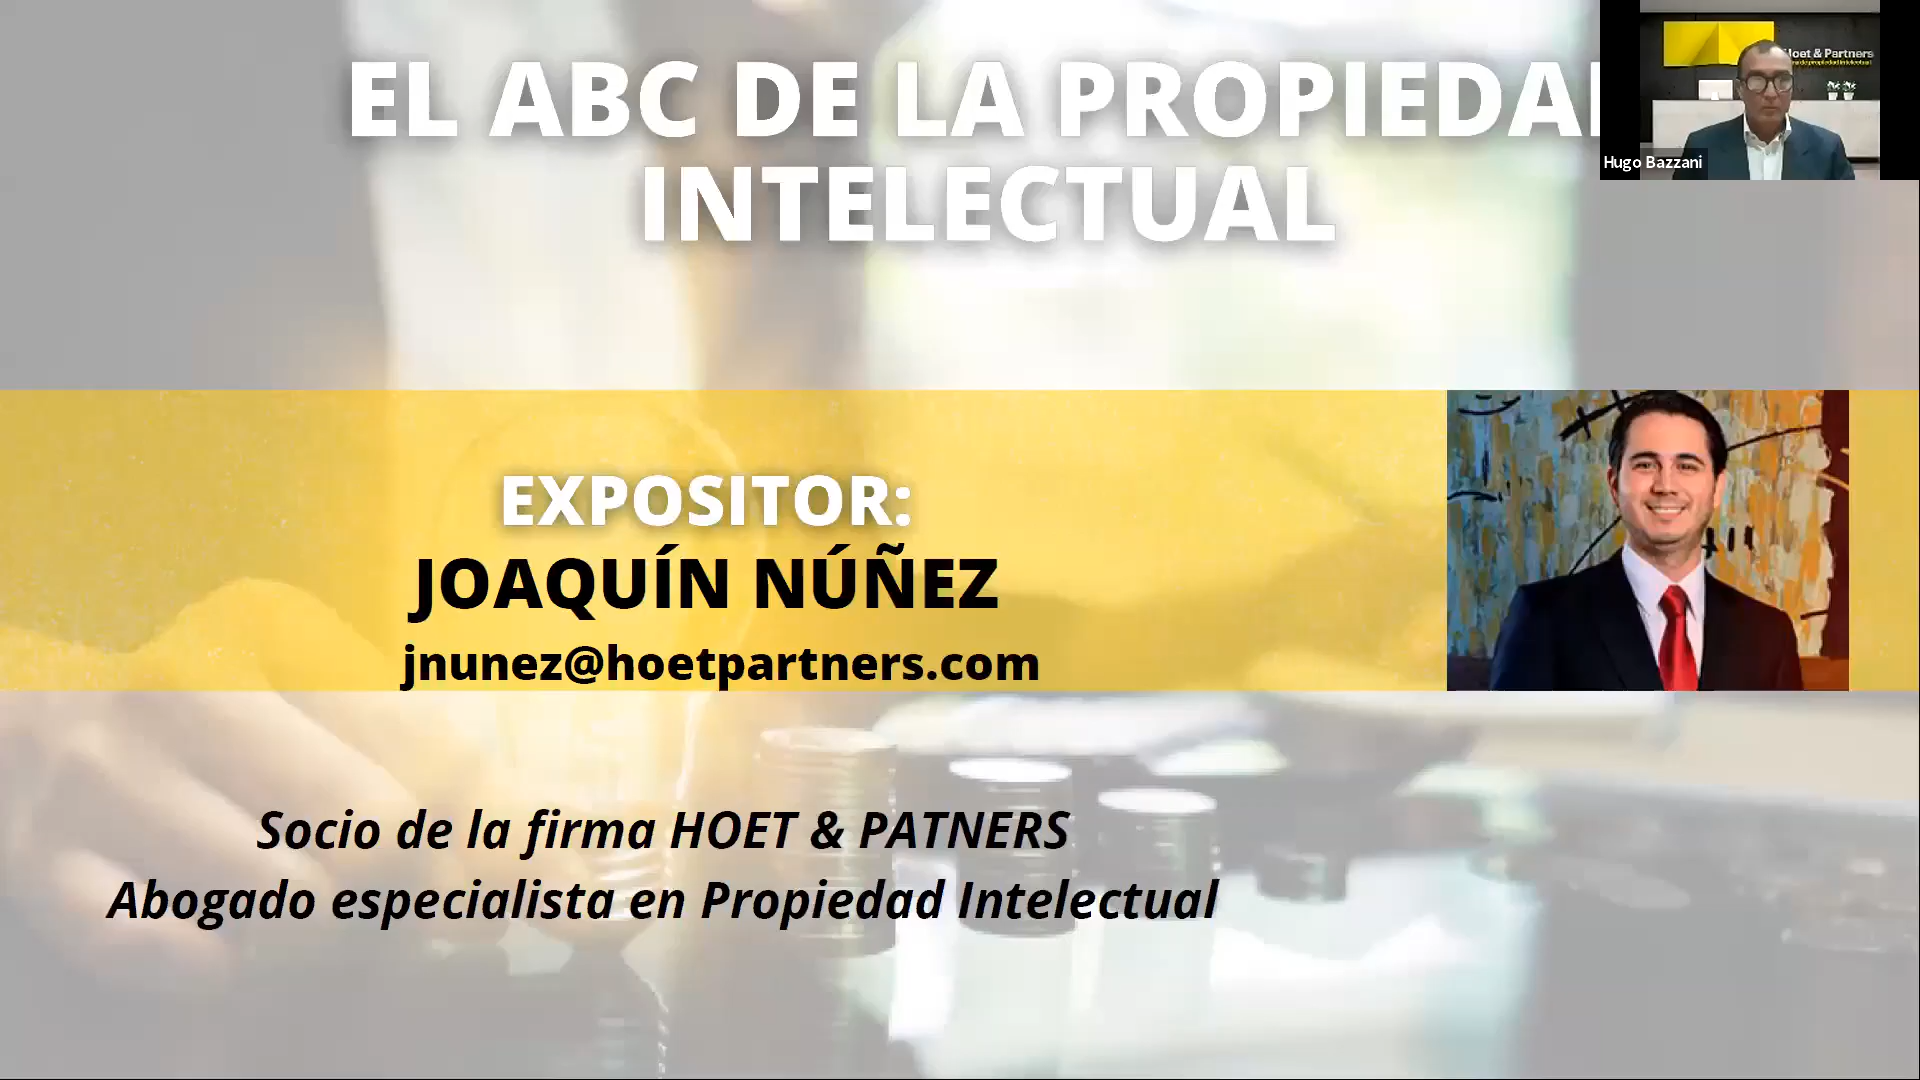 EL ABC DE LA PROPIEDA
INTELECTUAL
Hoet & Partners
Hugo Bazzani
EXPOSITOR:
JOAQUÍN NÚÑEZ
jnunez@hoetpartners.com
Socio de la firma HOET & PATNERS
Abogado especialista en Propiedad Intelectual